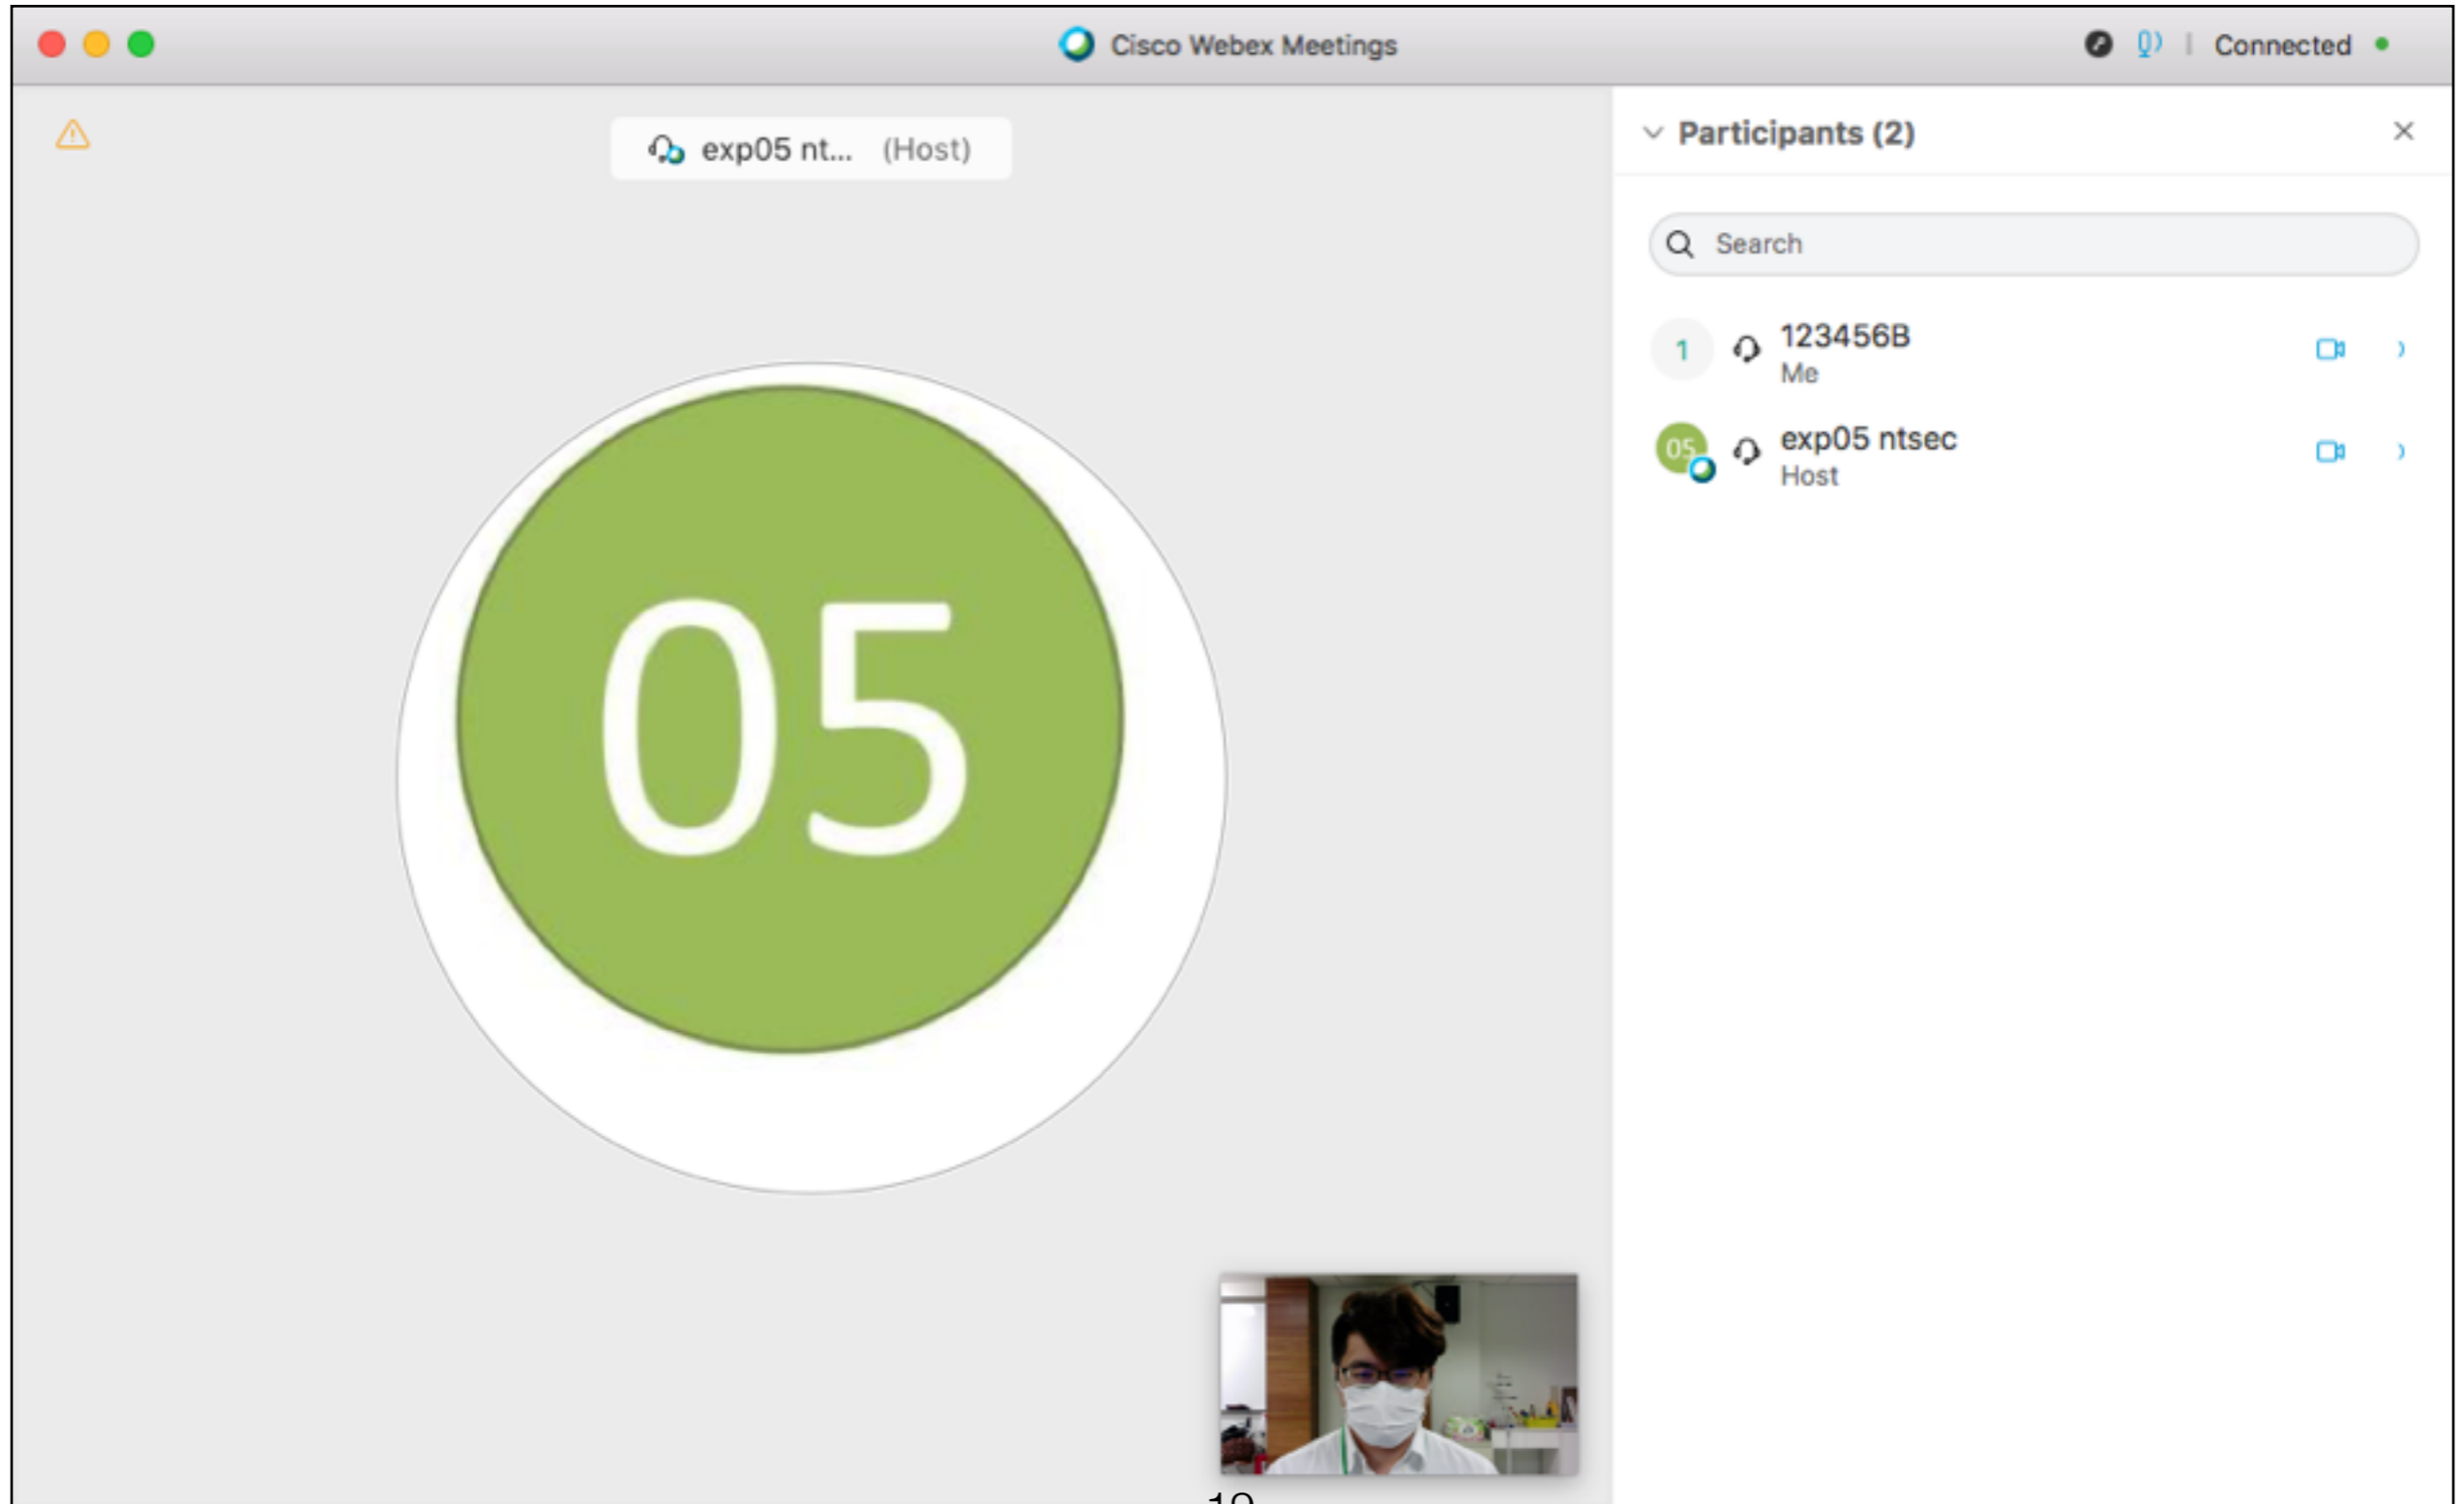 Cisco Webex Meetings
Connected
exp05 nt... (Host)
Participants (2)
Search
05
1
123456B
Me
05
exp05 ntsec
Host